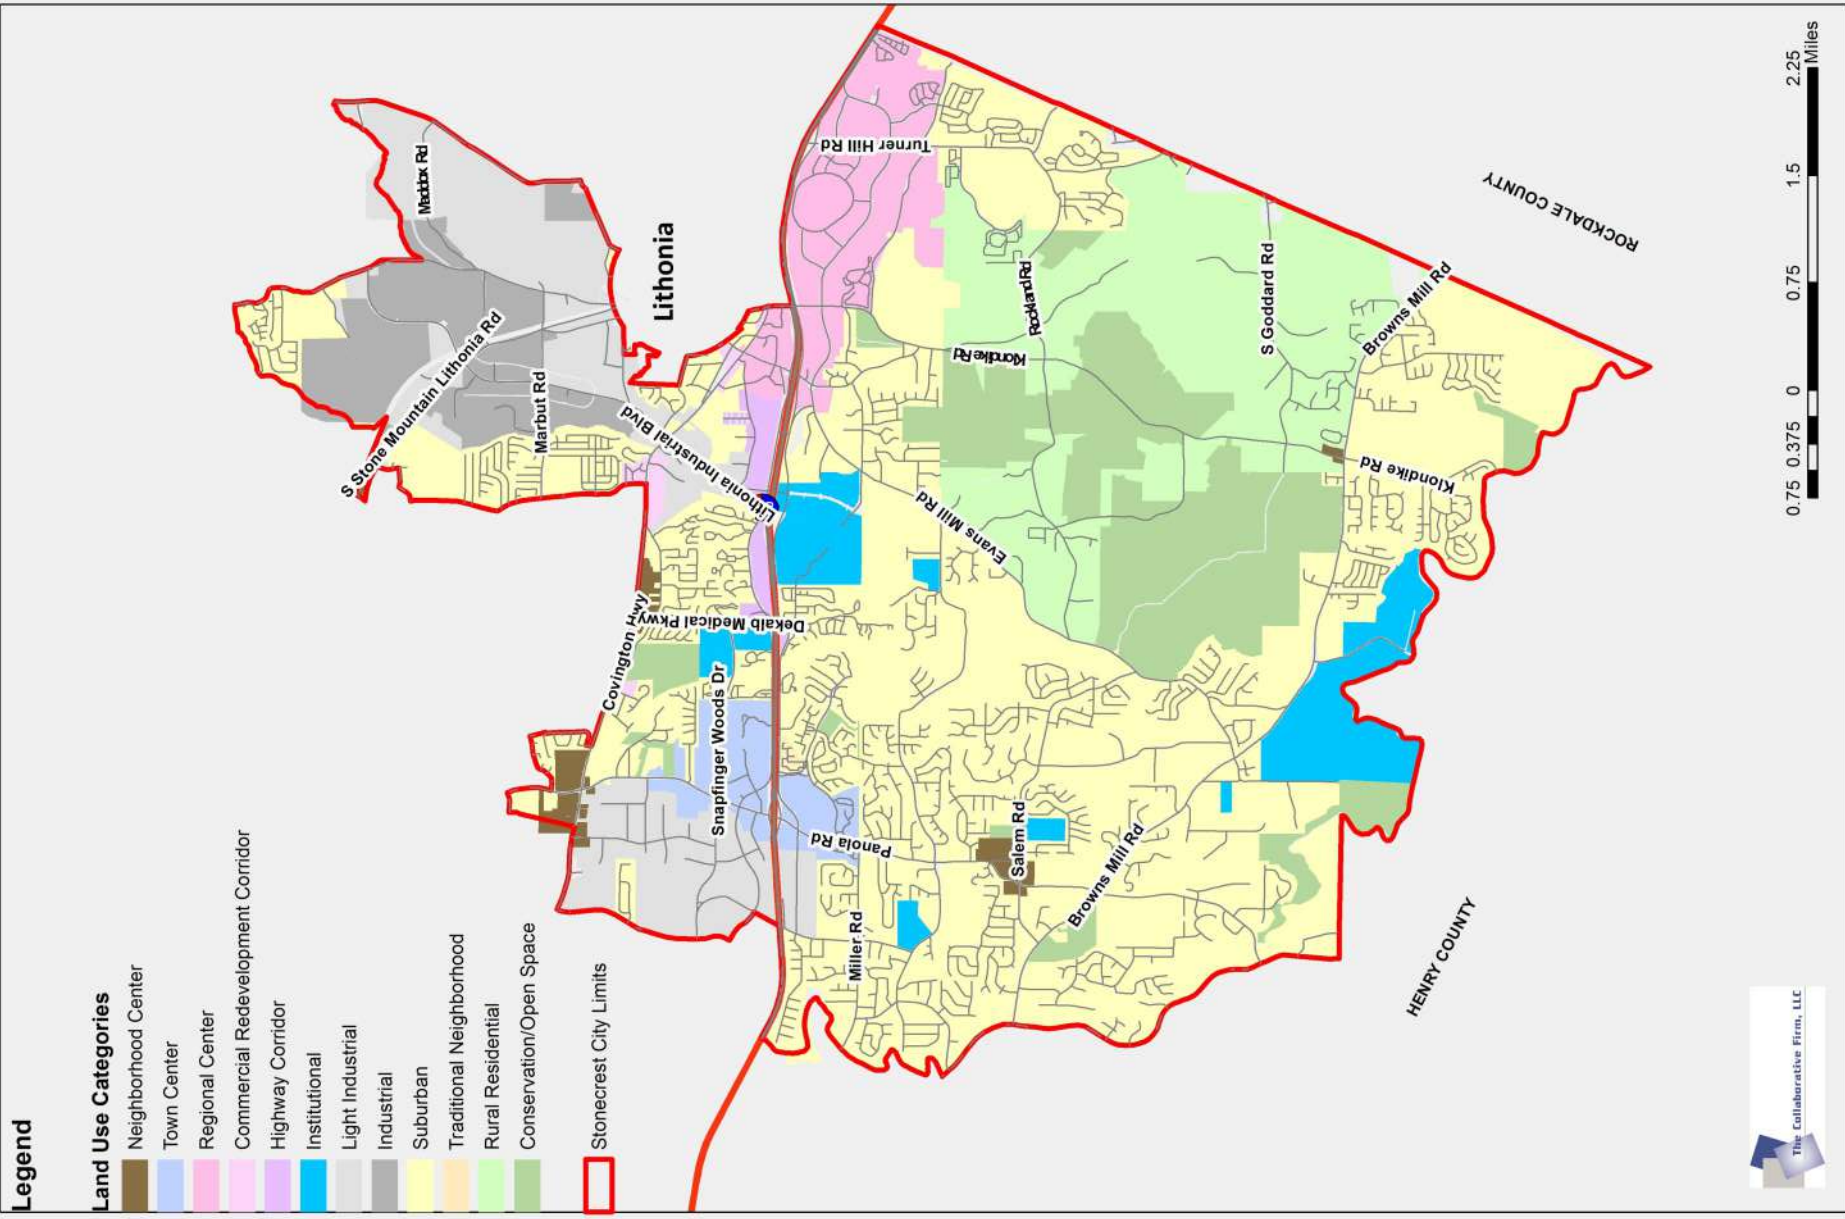 Legend
Land Use Categories
Neighborhood Center
Town Center
Regional Center
Commercial Redevelopment Corridor
Highway Corridor
Institutional
Light Industrial
Industrial
Suburban
Traditional Neighborhood
Rural Residential
Conservation/Open Space
Stonecrest City Limits
Maddox Rd
S Stone Mountain Lithonia Rd
Marbut Rd
Lithonia
Lithonia Industrial Blvd
Turner Hill Rd
Covington Hwy
Dekalb Medical Pkwy
Snapfinger Woods Dr
Panola Rd
Miller Rd
Evans Mill Rd
Klondike Rd
Rockland Rd
S Goddard Rd
Browns Mill Rd
Klondike Rd
Salem Rd
Browns Mill Rd
ROCKDALE COUNTY
HENRY COUNTY
0.75 0.375 0 0.75 1.5 2.25
Miles
The Collaborative Firm, LLC